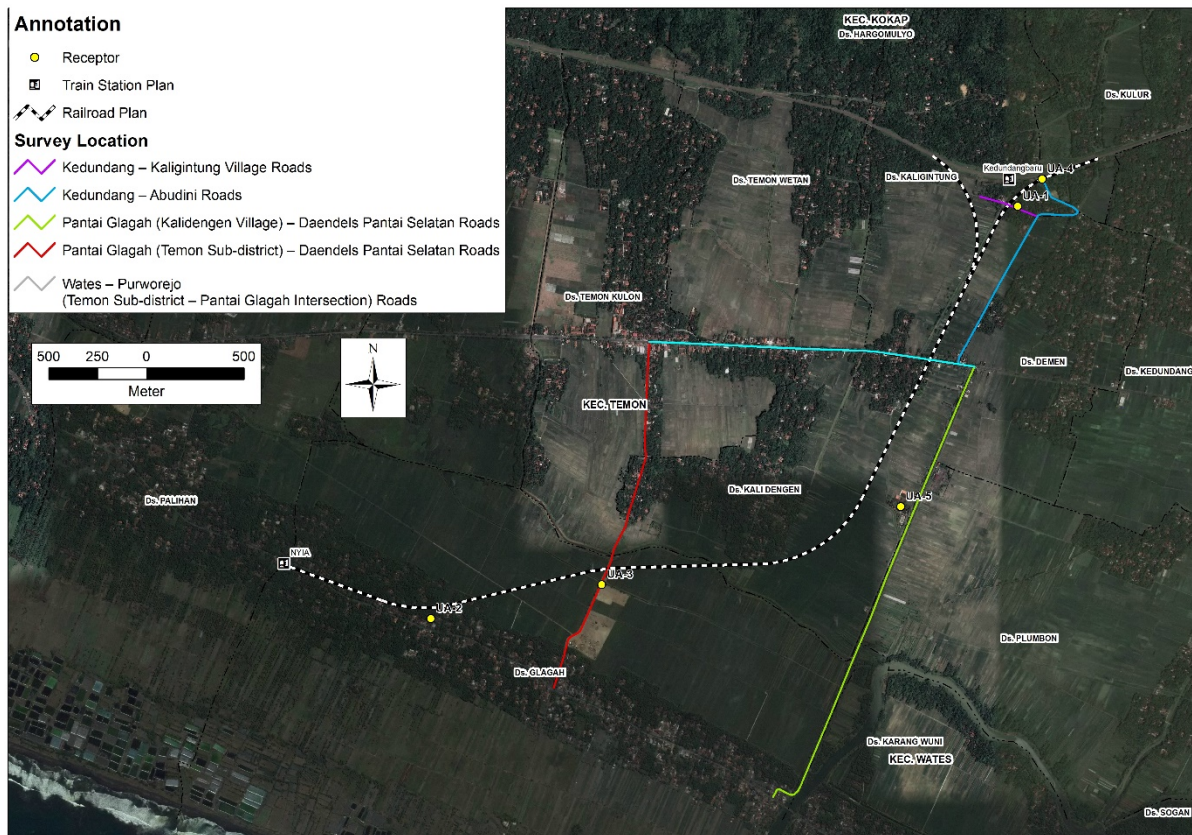 Annotation
Receptor
Train Station Plan
Railroad Plan
Survey Location
Kedundang – Kaligintung Village Roads
Kedundang – Abudini Roads
Pantai Glagah (Kalidengen Village) – Daendels Pantai Selatan Roads
Pantai Glagah (Temon Sub-district) – Daendels Pantai Selatan Roads
Wates – Purworejo
(Temon Sub-district – Pantai Glagah Intersection) Roads
500 250 0 500
Meter
N
KEC. KOKAP
Ds. HARGOMULYO
Ds. KULUR
Kedundangbaru
UA-4
Ds. KALIGINTUNG
Ds. TEMON WETAN
UA-1
Ds. TEMON KULON
Ds. DEMEN
Ds. KEDUNDANG
KEC. TEMON
Ds. KALI DENGEN
Ds. PALIHAN
UA-5
NYIA
UA-3
UA-2
Ds. PLUMBON
Ds. GLAGAH
Ds. KARANG WUNI
KEC. WATES
Ds. SOGAN